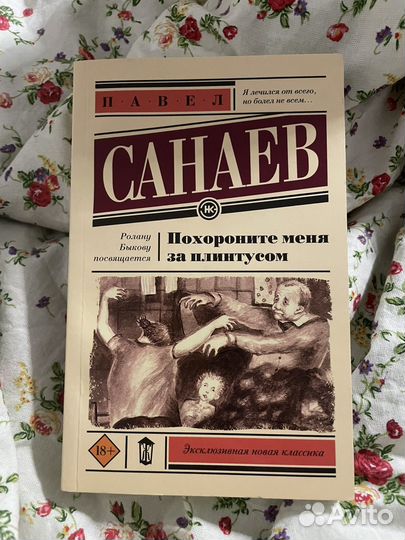 П·А·В·Е·Л
Я лечился от всего,
но болел не всем...
САНАЕВ
НК
Ролану
Быкову
посвящается
Похороните меня
за плинтусом
18+
Эксклюзивная новая классика
Avito